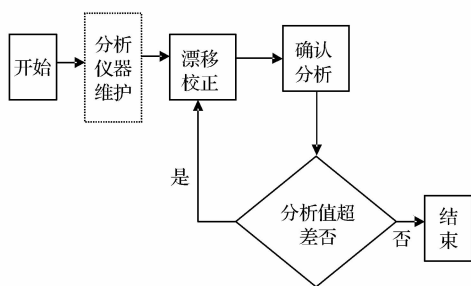 开始
分析
仪器
维护
漂移
校正
确认
分析
分析值超
差否
是
否
结
束